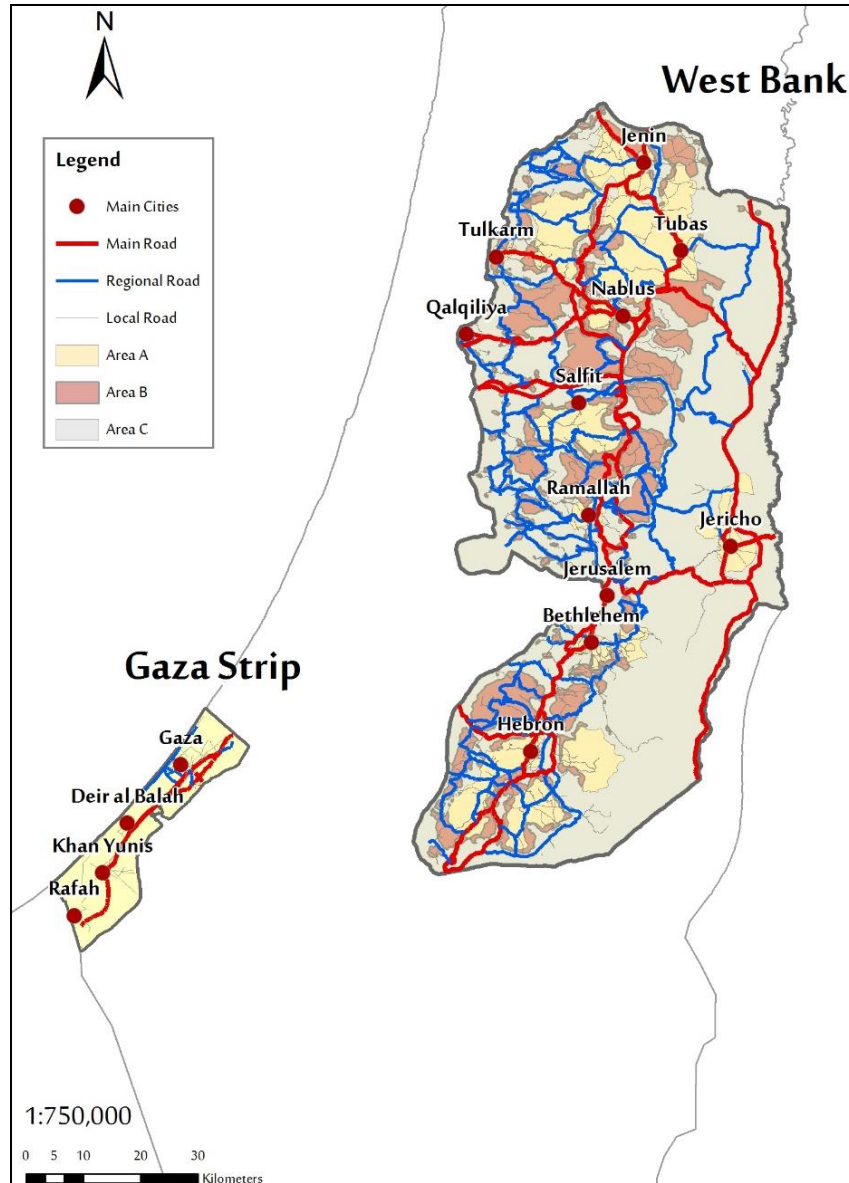 N
West Bank
Legend
Main Cities
Main Road
Regional Road
Local Road
Area A
Area B
Area C
Jenin
Tubas
Tulkarm
Nablus
Qalqiliya
Salfit
Ramallah
Jericho
Jerusalem
Bethlehem
Hebron
Gaza Strip
Gaza
Deir al Balah
Khan Yunis
Rafah
1:750,000
0 5 10 20 30
Kilometers